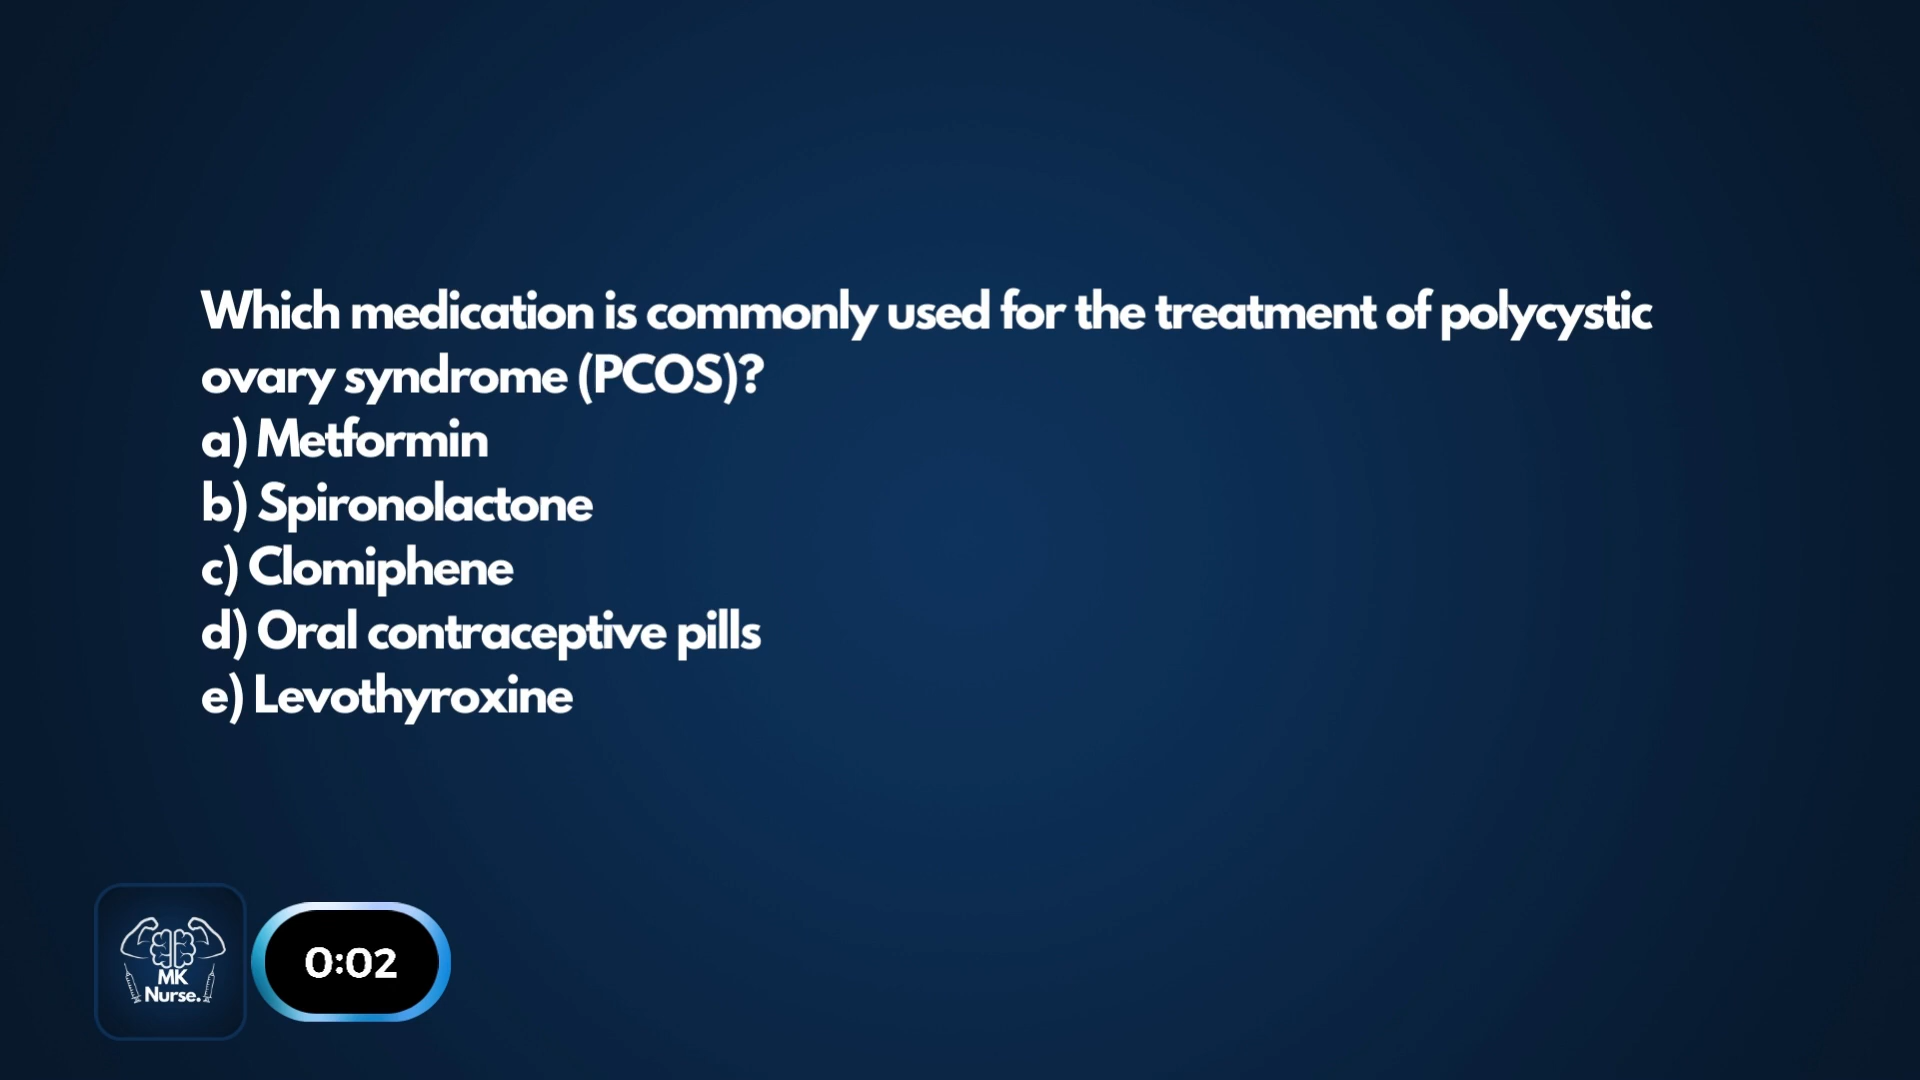 Which medication is commonly used for the treatment of polycystic
ovary syndrome (PCOS)?
a) Metformin
b) Spironolactone
c) Clomiphene
d) Oral contraceptive pills
e) Levothyroxine
MK
Nurse.
0:02